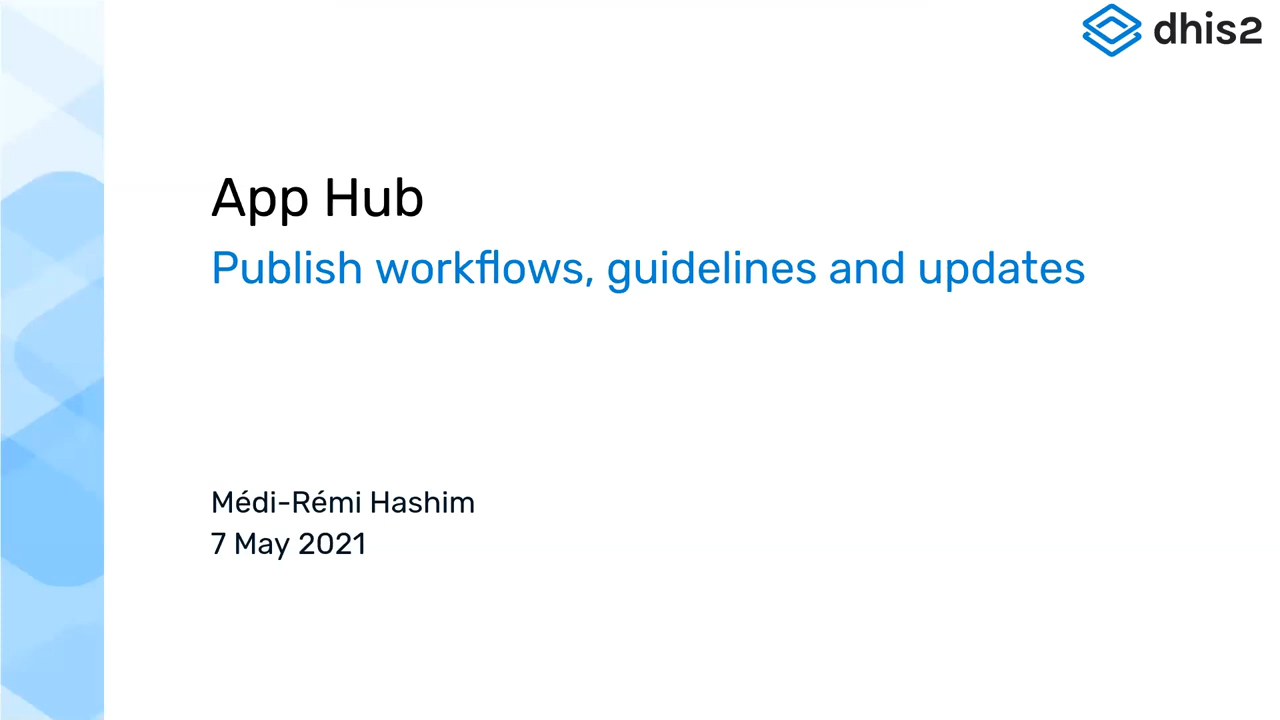 dhis2
App Hub
Publish workflows, guidelines and updates
Médi-Rémi Hashim
7 May 2021